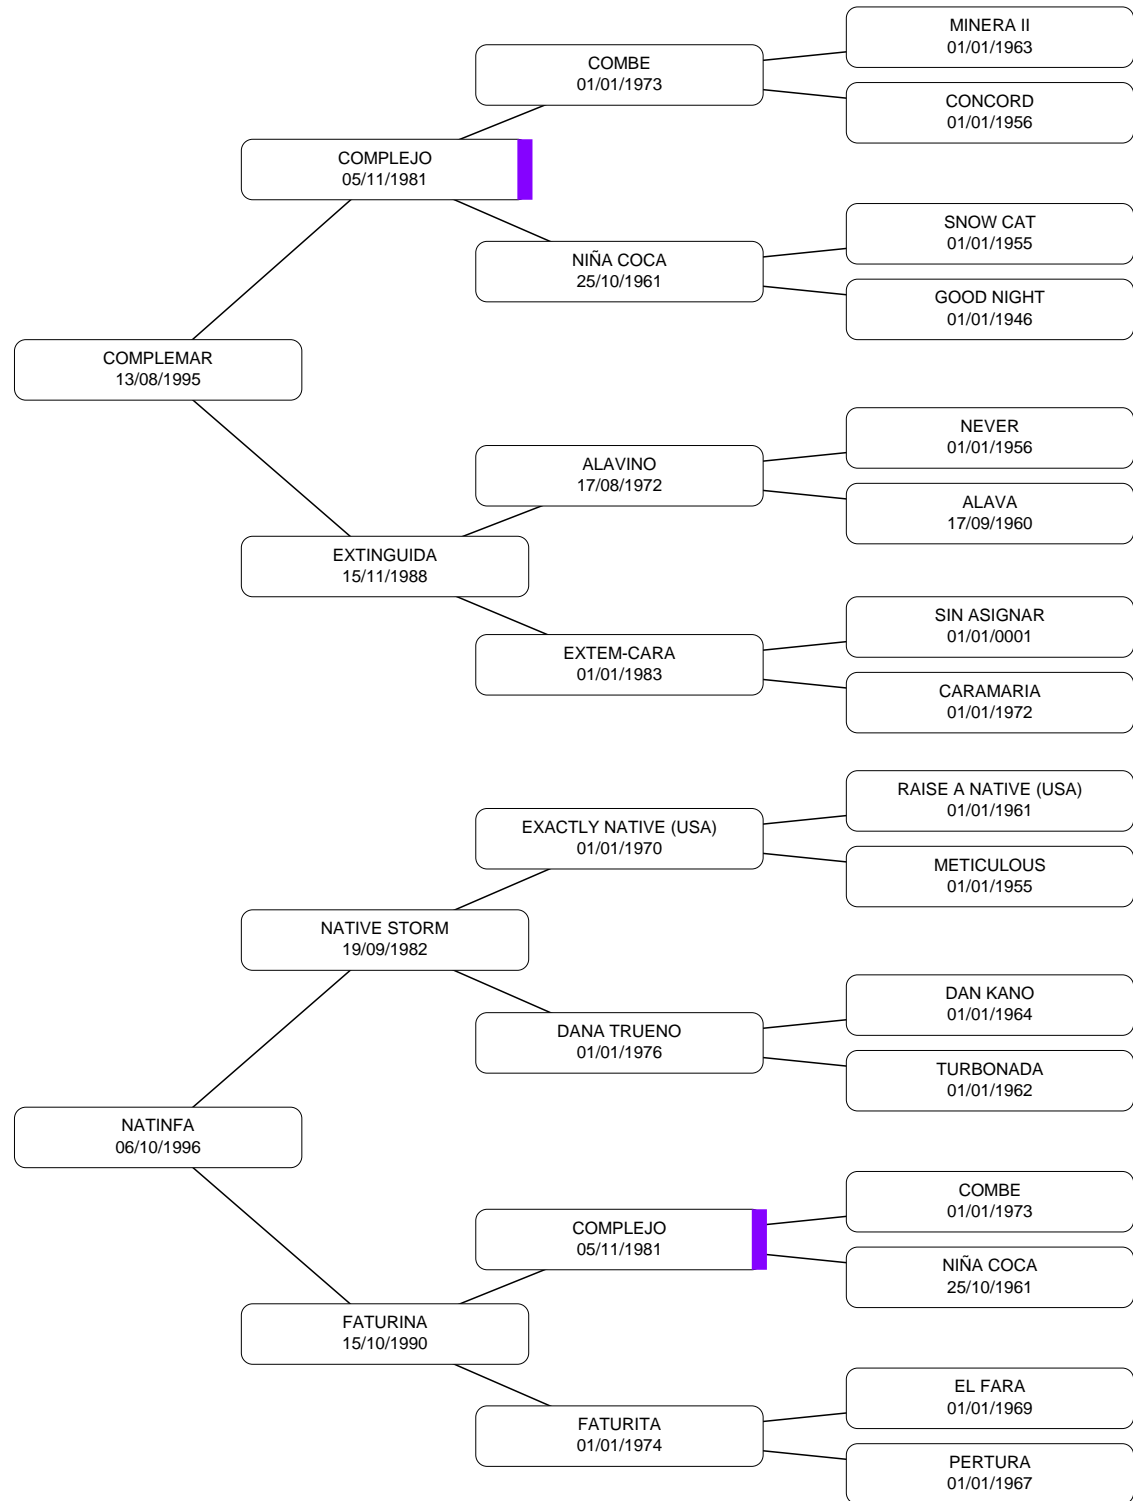 MINERA II
01/01/1963
COMBE
01/01/1973
CONCORD
01/01/1956
COMPLEJO
05/11/1981
SNOW CAT
01/01/1955
NIÑA COCA
25/10/1961
GOOD NIGHT
01/01/1946
COMPLEMAR
13/08/1995
NEVER
01/01/1956
ALAVINO
17/08/1972
ALAVA
17/09/1960
EXTINGUIDA
15/11/1988
SIN ASIGNAR
01/01/0001
EXTEM-CARA
01/01/1983
CARAMARIA
01/01/1972
RAISE A NATIVE (USA)
01/01/1961
EXACTLY NATIVE (USA)
01/01/1970
METICULOUS
01/01/1955
NATIVE STORM
19/09/1982
DAN KANO
01/01/1964
DANA TRUENO
01/01/1976
TURBONADA
01/01/1962
NATINFA
06/10/1996
COMBE
01/01/1973
COMPLEJO
05/11/1981
NIÑA COCA
25/10/1961
FATURINA
15/10/1990
EL FARA
01/01/1969
FATURITA
01/01/1974
PERTURA
01/01/1967